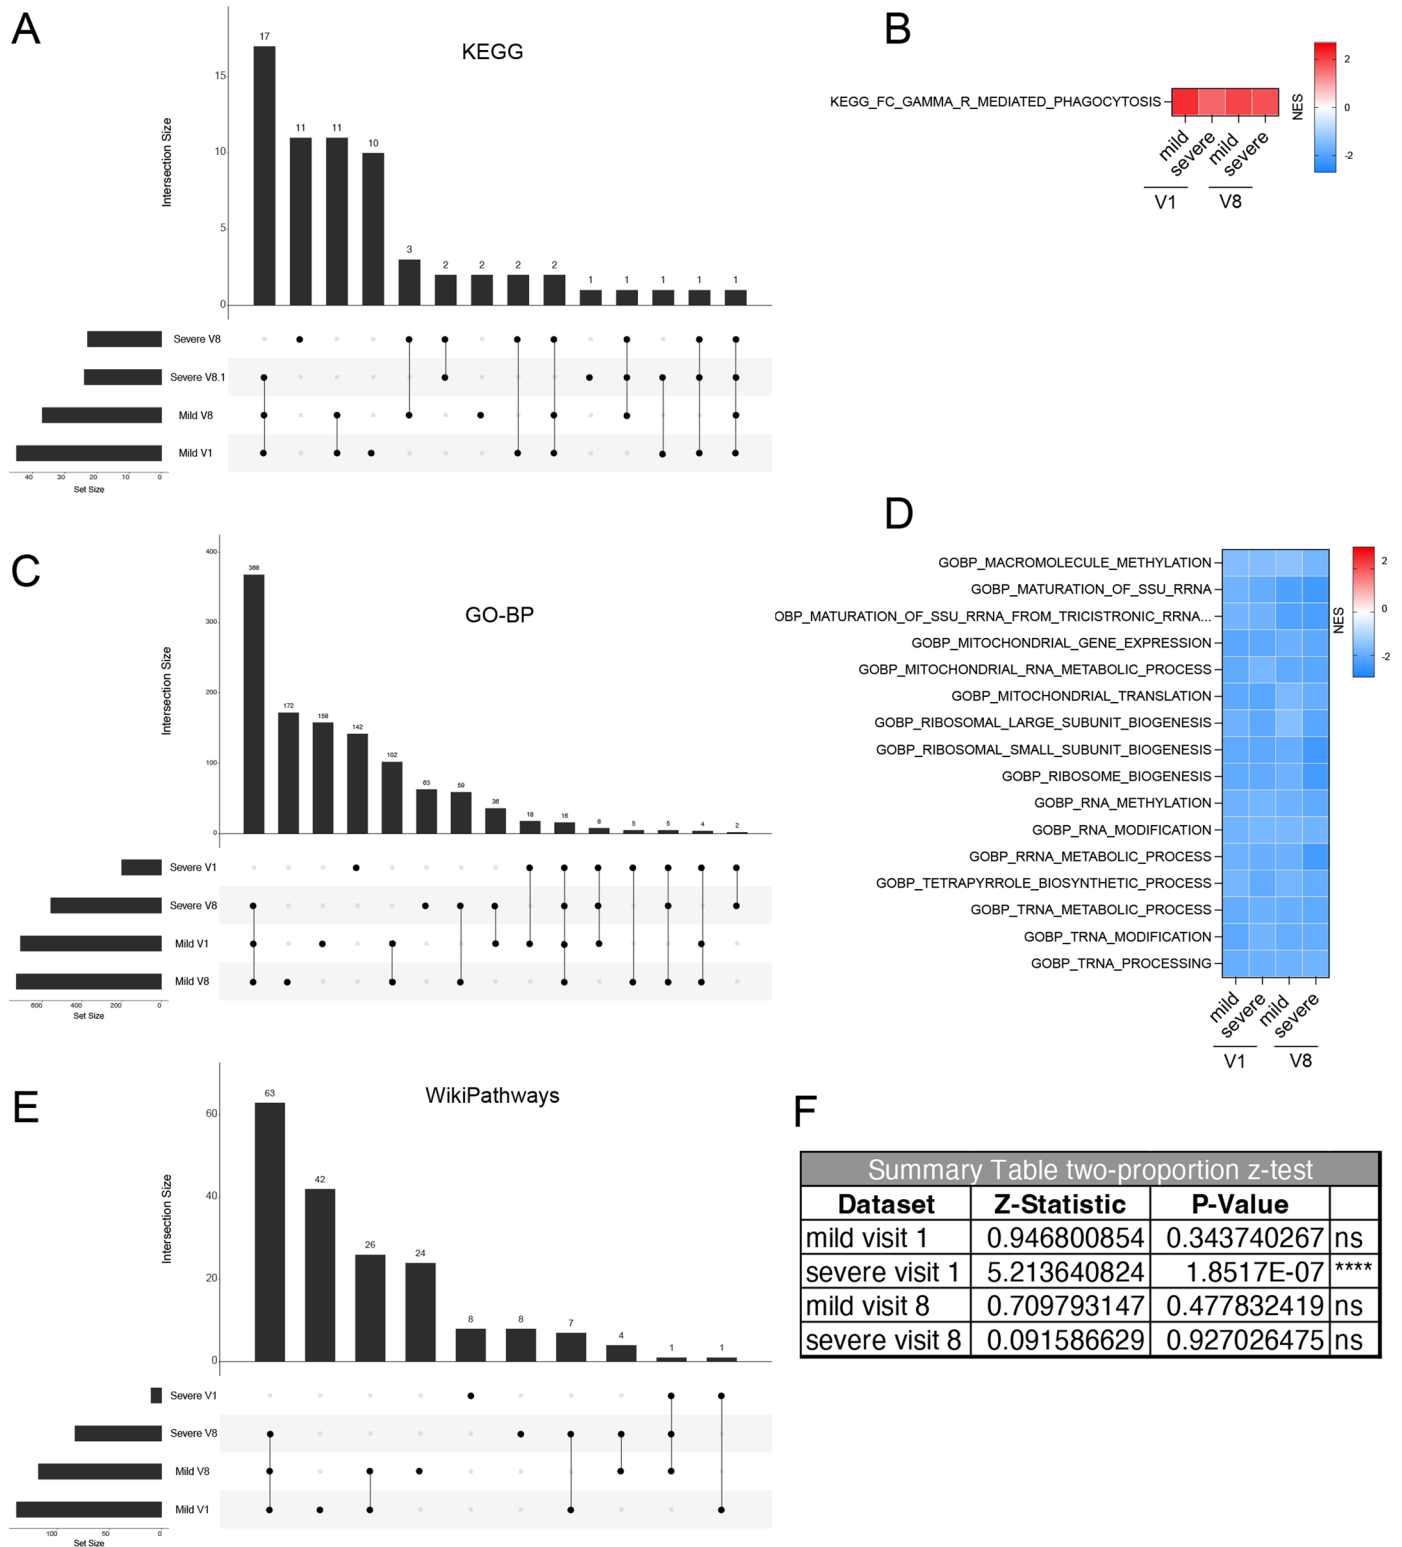 A
KEGG
Intersection Size
15
10
5
0
17
11
11
10
3
2
2
2
2
1
1
1
1
1
Severe V8
Severe V8.1
Mild V8
Mild V1
40 30 20 10 0
Set Size
B
KEGG_FC_GAMMA_R_MEDIATED_PHAGOCYTOSIS
mild
severe
mild
severe
V1
V8
NES
2
0
-2
C
GO-BP
Intersection Size
400
300
200
100
0
368
172
158
142
102
63
59
36
18
16
8
5
5
4
2
Severe V1
Severe V8
Mild V1
Mild V8
600 400 200 0
Set Size
D
GOBP_MACROMOLECULE_METHYLATION
GOBP_MATURATION_OF_SSU_RRNA
OBP_MATURATION_OF_SSU_RRNA_FROM_TRICISTRONIC_RRNA...
GOBP_MITOCHONDRIAL_GENE_EXPRESSION
GOBP_MITOCHONDRIAL_RNA_METABOLIC_PROCESS
GOBP_MITOCHONDRIAL_TRANSLATION
GOBP_RIBOSOMAL_LARGE_SUBUNIT_BIOGENESIS
GOBP_RIBOSOMAL_SMALL_SUBUNIT_BIOGENESIS
GOBP_RIBOSOME_BIOGENESIS
GOBP_RNA_METHYLATION
GOBP_RNA_MODIFICATION
GOBP_RRNA_METABOLIC_PROCESS
GOBP_TETRAPYRROLE_BIOSYNTHETIC_PROCESS
GOBP_TRNA_METABOLIC_PROCESS
GOBP_TRNA_MODIFICATION
GOBP_TRNA_PROCESSING
mild
severe
mild
severe
V1
V8
NES
2
0
-2
E
WikiPathways
Intersection Size
60
40
20
0
63
42
26
24
8
8
7
4
1
1
Severe V1
Severe V8
Mild V8
Mild V1
100 50 0
Set Size
F
Summary Table two-proportion z-test
Dataset Z-Statistic P-Value
mild visit 1 0.946800854 0.343740267 ns
severe visit 1 5.213640824 1.8517E-07 ****
mild visit 8 0.709793147 0.477832419 ns
severe visit 8 0.091586629 0.927026475 ns